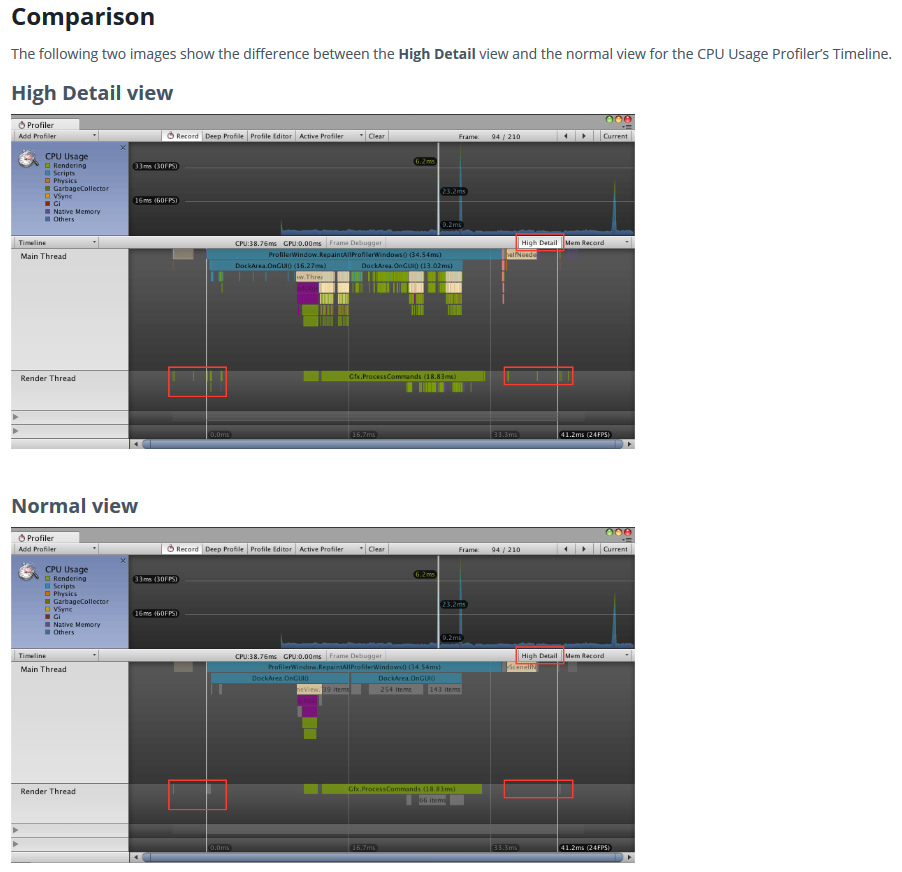 Comparison
The following two images show the difference between the High Detail view and the normal view for the CPU Usage Profiler's Timeline.
High Detail view
Profiler
Add Profiler Record Deep Profile Profile Editor Active Profiler Clear Frame: 94 / 210 Current
CPU Usage
Rendering
Scripts
Physics
GarbageCollector
VSync
Gi
Native Memory
Others
33ms (30FPS)
16ms (60FPS)
6.2ms
23.2ms
9.2ms
Timeline CPU:38.76ms GPU:0.00ms Frame Debugger High Detail Mem Record
Main Thread
ProfilerWindow.RepaintAllProfilerWindows() (34.54ms)
DockArea.OnGUI() (16.27ms) DockArea.OnGUI() (13.02ms)
Render Thread
Gfx.ProcessCommands (18.83ms)
0.0ms 16.7ms 33.3ms 41.2ms (24FPS)
Normal view
Profiler
Add Profiler Record Deep Profile Profile Editor Active Profiler Clear Frame: 94 / 210 Current
CPU Usage
Rendering
Scripts
Physics
GarbageCollector
VSync
Gi
Native Memory
Others
33ms (30FPS)
16ms (60FPS)
6.2ms
23.2ms
9.2ms
Timeline CPU:38.76ms GPU:0.00ms Frame Debugger High Detail Mem Record
Main Thread
ProfilerWindow.RepaintAllProfilerWindows() (34.54ms)
DockArea.OnGUI() DockArea.OnGUI()
39 items 254 items 143 items
Render Thread
Gfx.ProcessCommands (18.83ms)
66 items
0.0ms 16.7ms 33.3ms 41.2ms (24FPS)